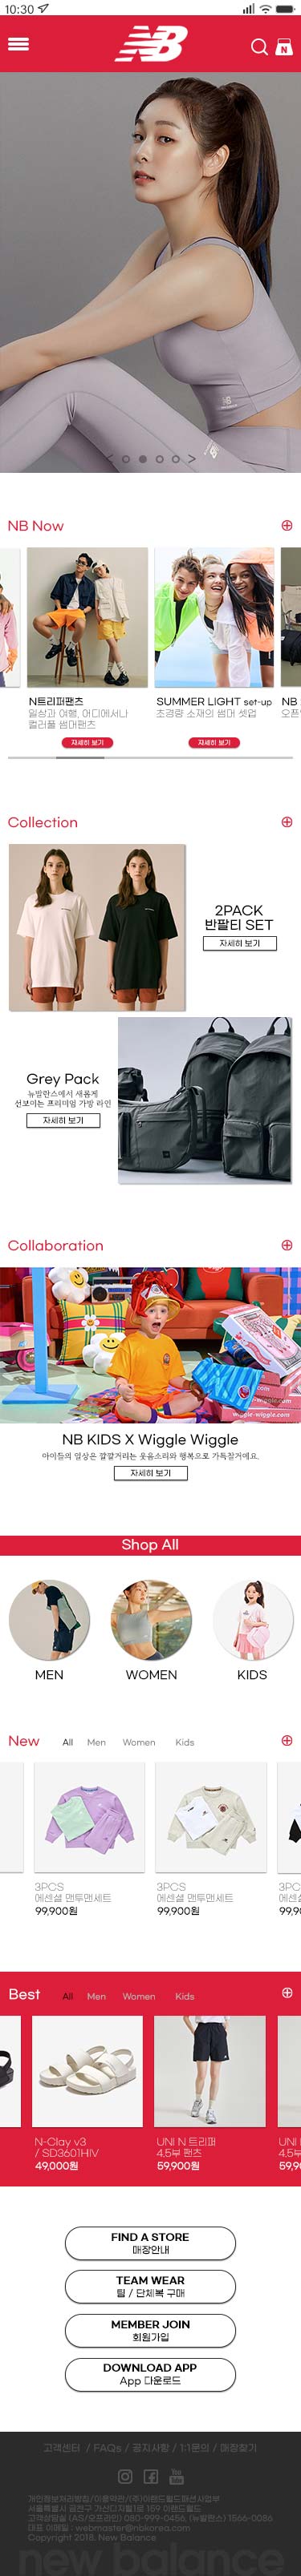 10:30
NB
N
NB
NB Now
N트리퍼팬츠
일상과 여행, 어디에서나
컬러풀 썸머팬츠
자세히 보기
SUMMER LIGHT set-up
초경량 소재의 썸머 셋업
자세히 보기
NB
오픈
Collection
2PACK
반팔티 SET
자세히 보기
Grey Pack
뉴발란스에서 새롭게
선보이는 프리미엄 가방 라인
자세히 보기
Collaboration
wiggle-wiggle.com
NB KIDS X Wiggle Wiggle
아이들의 일상은 깔깔거리는 웃음소리와 행복으로 가득찰거예요.
자세히 보기
Shop All
MEN
WOMEN
KIDS
New All Men Women Kids
3PCS
에센셜 맨투맨세트
99,900원
3PCS
에센셜 맨투맨세트
99,900원
3PC
에센셜
99,9
Best All Men Women Kids
N-Clay v3
/ SD3601HIV
49,000원
UNI N 트리퍼
4.5부 팬츠
59,900원
UNI
4.5부
59,9
FIND A STORE
매장안내
TEAM WEAR
팀 / 단체복 구매
MEMBER JOIN
회원가입
DOWNLOAD APP
App 다운로드
고객센터 / FAQs / 공지사항 / 1:1문의 / 매장찾기
You
개인정보처리방침/이용약관/(주)이랜드월드패션사업부
서울특별시 금천구 가산디지털1로 159 이랜드월드
고객상담실 (AS/오프라인) 080-999-0456, (뉴발란스) 1566-0086
대표 이메일 : webmaster@nbkorea.com
Copyright 2018. New Balance
new balance